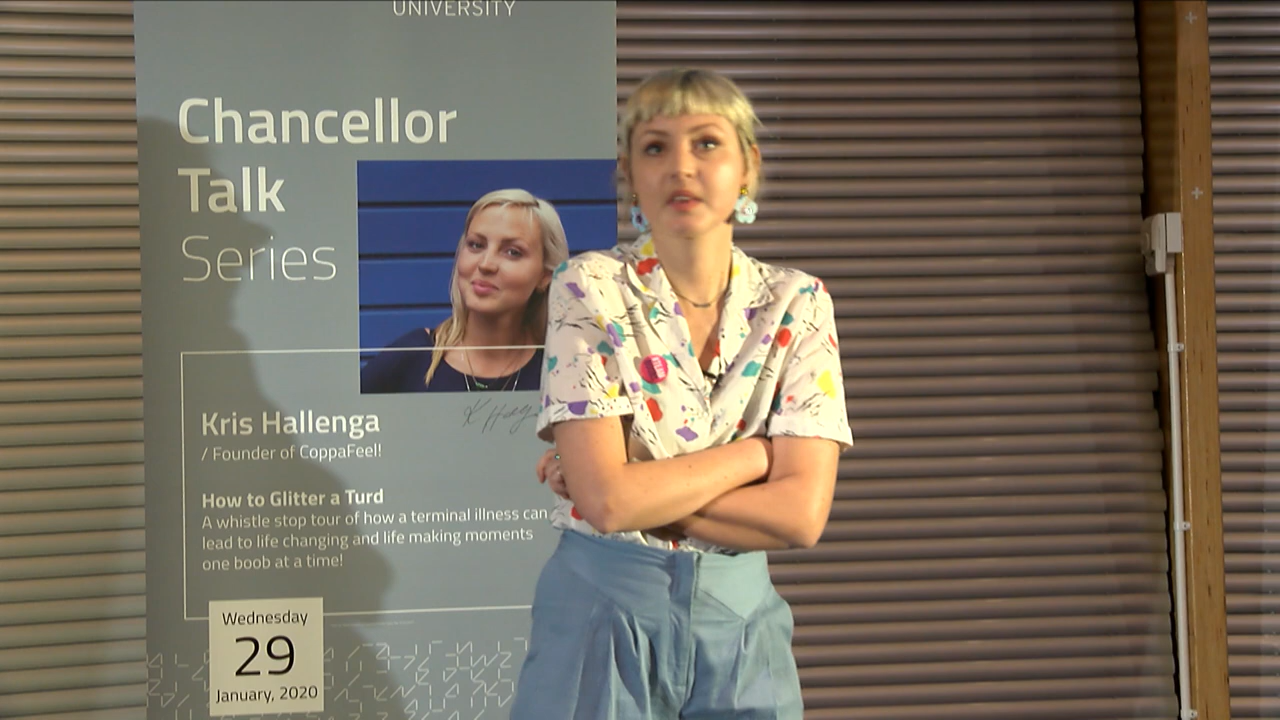 UNIVERSITY
Chancellor
Talk
Series
Kris Hallenga
/ Founder of CoppaFeel!
How to Glitter a Turd
A whistle stop tour of how a terminal illness can
lead to life changing and life making moments
one boob at a time!
Wednesday
29
January, 2020